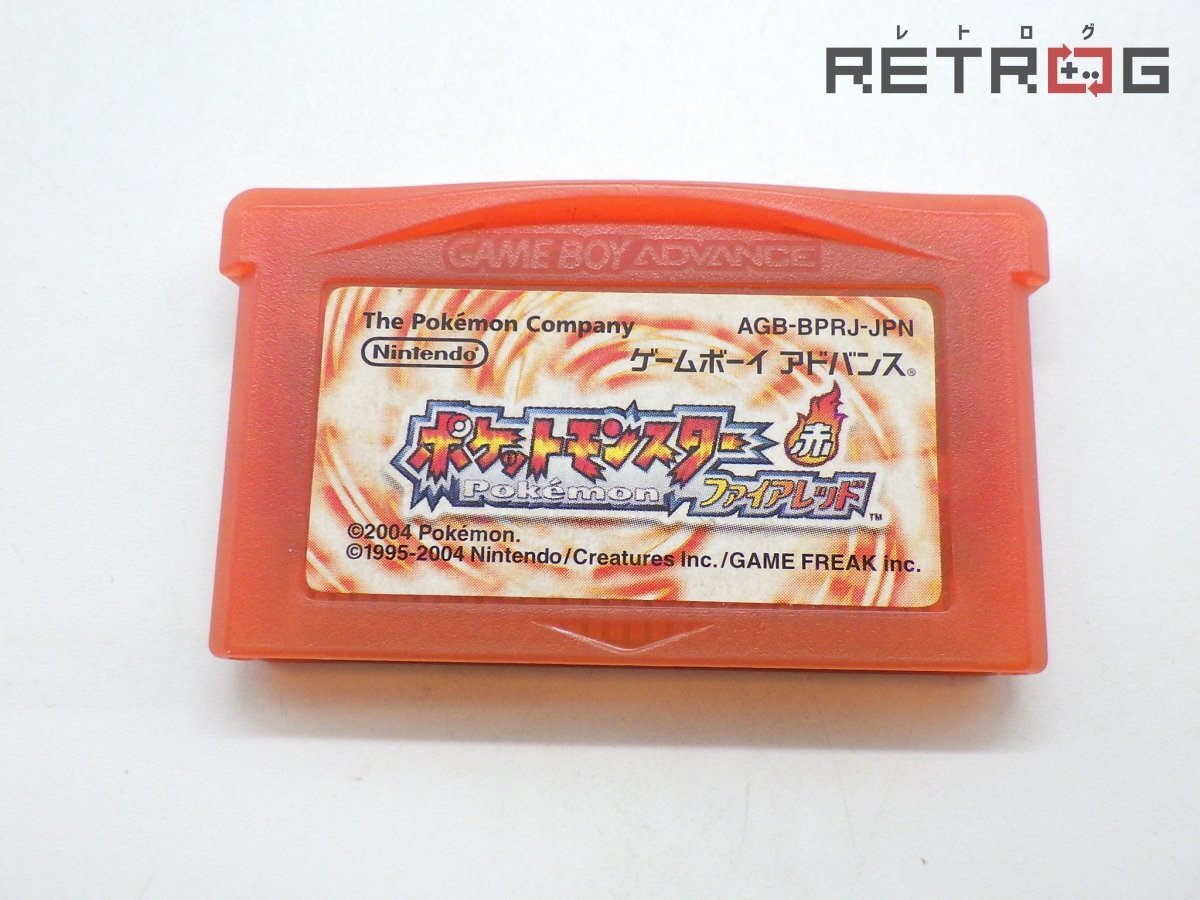 レトログ
RETROG
GAME BOY ADVANCE
The Pokémon Company AGB-BPRJ-JPN
Nintendo® ゲームボーイ アドバンス®
ポケットモンスター 赤
Pokémon ファイアレッド™
©2004 Pokémon.
©1995-2004 Nintendo/Creatures Inc./GAME FREAK inc.